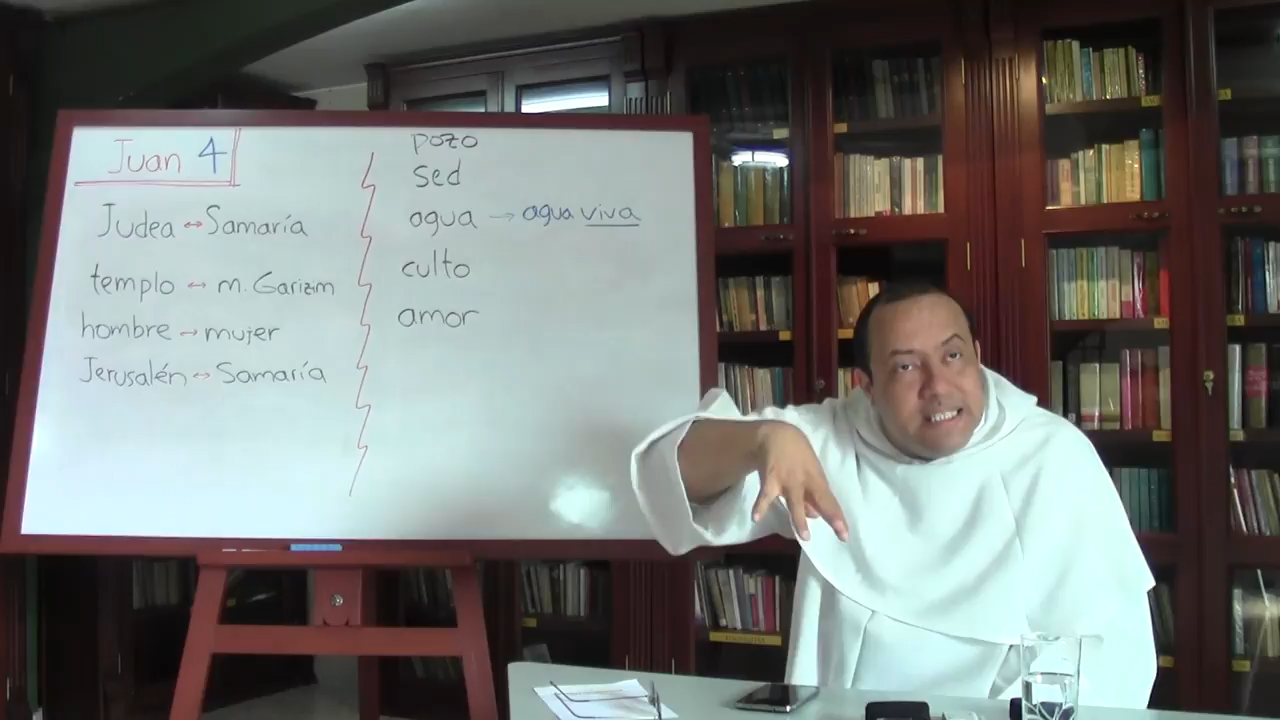 Juan 4
Judea ↔ Samaría
templo ↔ m. Garizim
hombre ↔ mujer
Jerusalén ↔ Samaría
pozo
sed
agua → agua viva
culto
amor